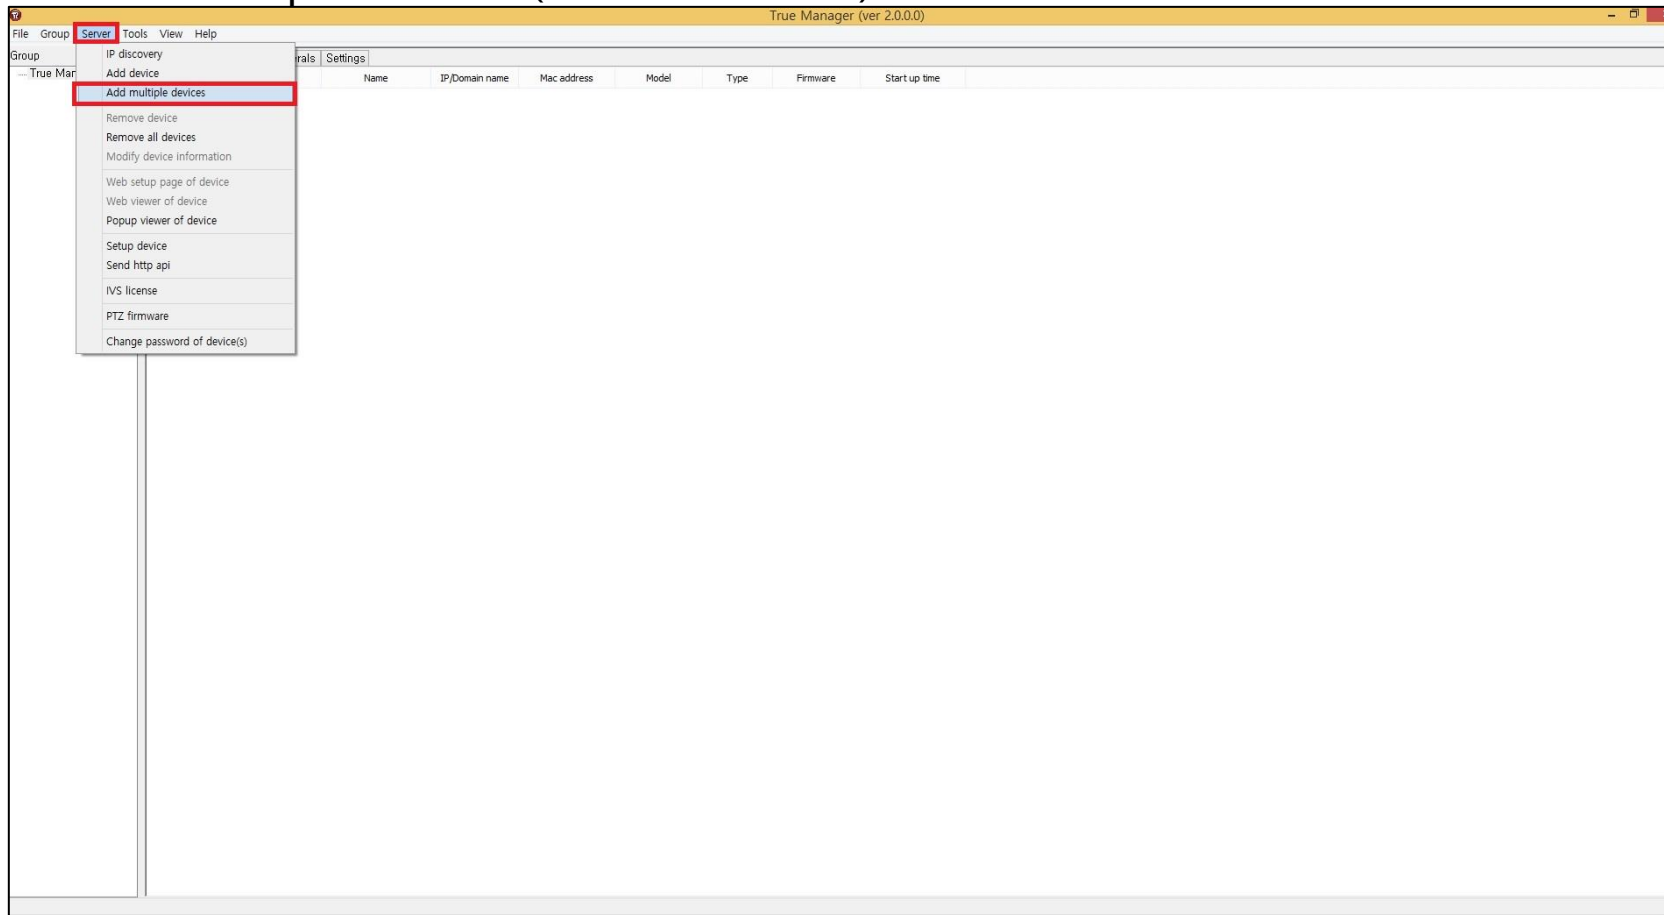 True Manager (ver 2.0.0.0)
File Group Server Tools View Help
Group
True Mar
IP discovery
Add device
Add multiple devices
Remove device
Remove all devices
Modify device information
Web setup page of device
Web viewer of device
Popup viewer of device
Setup device
Send http api
IVS license
PTZ firmware
Change password of device(s)
erals Settings
Name IP/Domain name Mac address Model Type Firmware Start up time